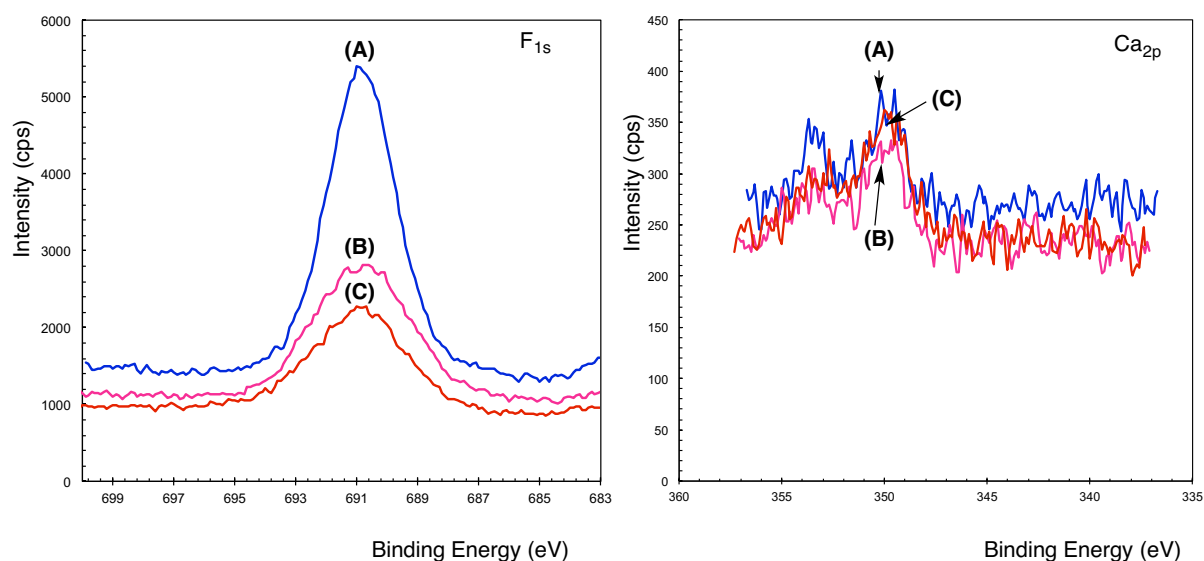 6000
5000
4000
3000
2000
1000
0
699 697 695 693 691 689 687 685 683
Intensity (cps)
Binding Energy (eV)
F1s
(A)
(B)
(C)
450
400
350
300
250
200
150
100
50
0
360 355 350 345 340 335
Intensity (cps)
Binding Energy (eV)
Ca2p
(A)
(C)
(B)